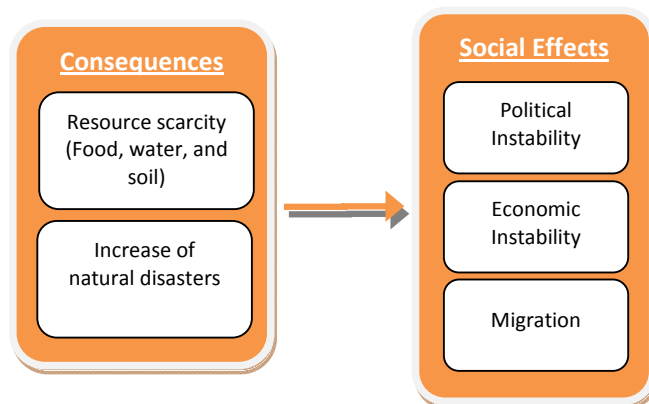 Consequences
Resource scarcity
(Food, water, and
soil)
Increase of
natural disasters
Social Effects
Political
Instability
Economic
Instability
Migration